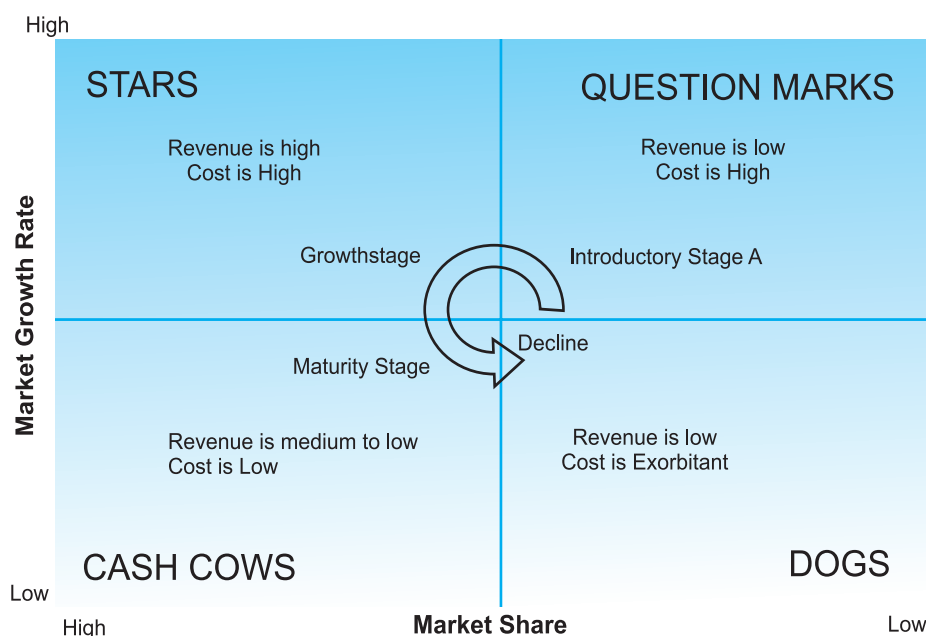 High
STARS
QUESTION MARKS
Revenue is high
Cost is High
Revenue is low
Cost is High
Market Growth Rate
Growthstage
Introductory Stage A
Maturity Stage
Decline
Revenue is medium to low
Cost is Low
Revenue is low
Cost is Exorbitant
CASH COWS
DOGS
Low
High
Market Share
Low